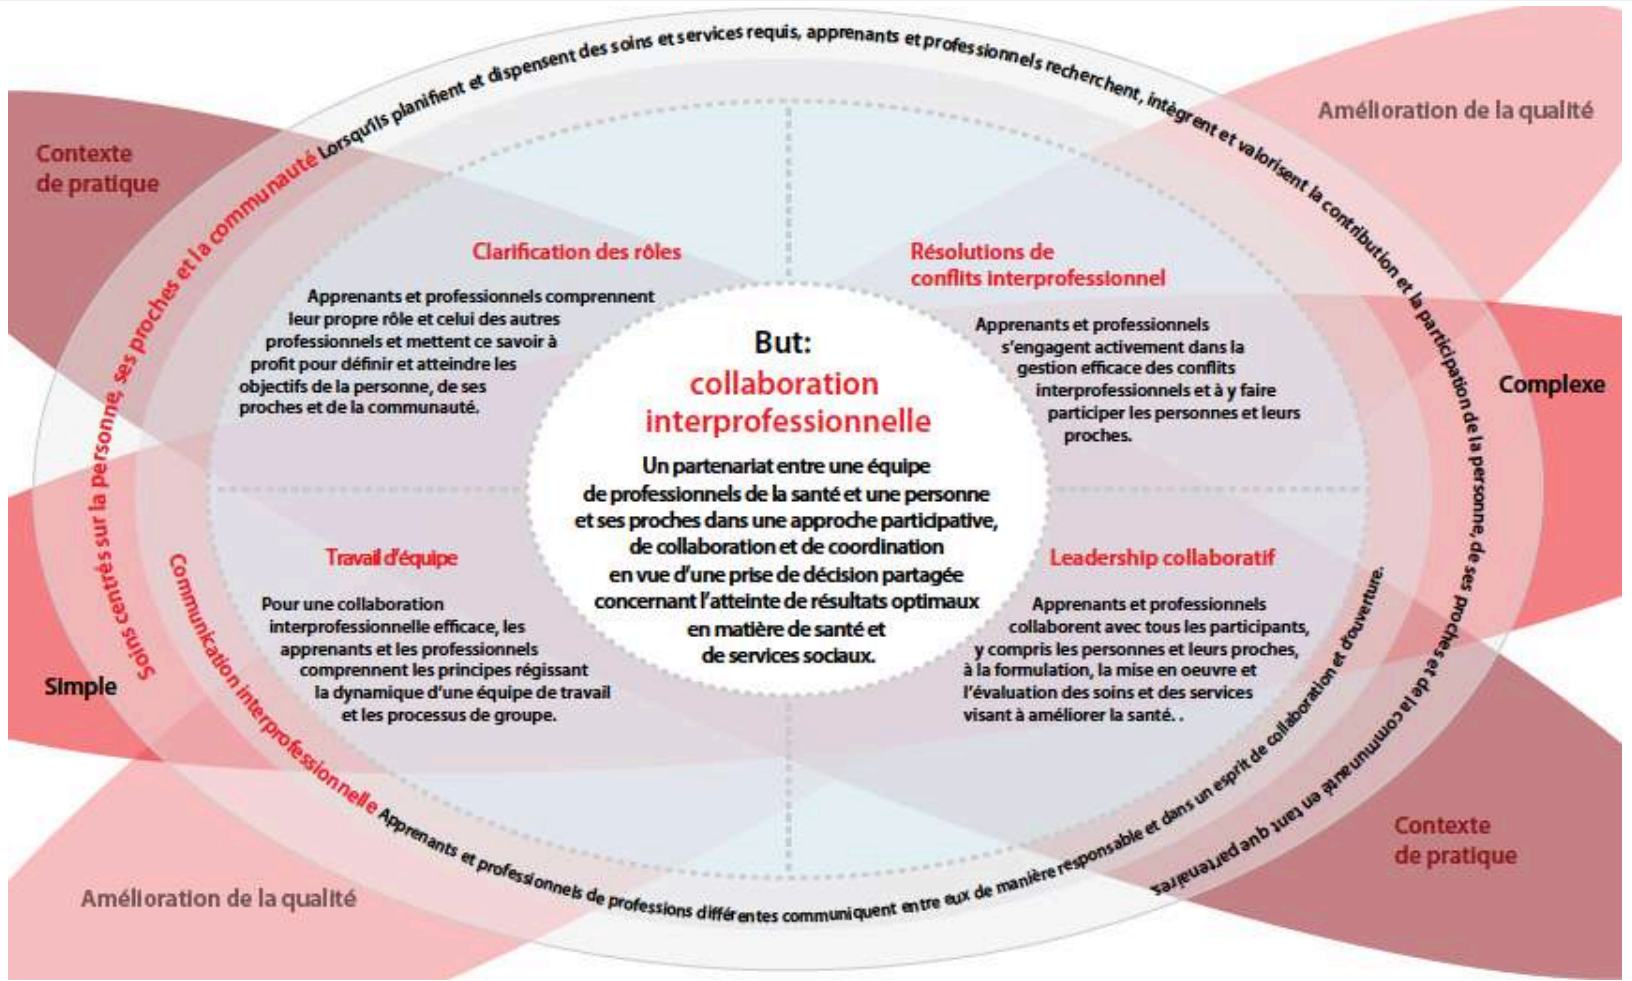 Contexte
de pratique
Amélioration de la qualité
Soins centrés sur la personne, ses proches et la communauté Lorsqu'ils planifient et dispensent des soins et services requis, apprenants et professionnels recherchent, intègrent et valorisent la contribution et la participation de la personne, de ses proches et de la communauté en tant que partenaires.
Clarification des rôles
Apprenants et professionnels comprennent
leur propre rôle et celui des autres
professionnels et mettent ce savoir à
profit pour définir et atteindre les
objectifs de la personne, de ses
proches et de la communauté.
Résolutions de
conflits interprofessionnel
Apprenants et professionnels
s'engagent activement dans la
gestion efficace des conflits
interprofessionnels et à y faire
participer les personnes et leurs
proches.
But:
collaboration
interprofessionnelle
Un partenariat entre une équipe
de professionnels de la santé et une personne
et ses proches dans une approche participative,
de collaboration et de coordination
en vue d'une prise de décision partagée
concernant l'atteinte de résultats optimaux
en matière de santé et
de services sociaux.
Complexe
Simple
Travail d'équipe
Pour une collaboration
interprofessionnelle efficace, les
apprenants et les professionnels
comprennent les principes régissant
la dynamique d'une équipe de travail
et les processus de groupe.
Leadership collaboratif
Apprenants et professionnels
collaborent avec tous les participants,
y compris les personnes et leurs proches,
à la formulation, la mise en oeuvre et
l'évaluation des soins et des services
visant à améliorer la santé. .
Communication interprofessionnelle Apprenants et professionnels de professions différentes communiquent entre eux de manière responsable et dans un esprit de collaboration et d'ouverture.
Amélioration de la qualité
Contexte
de pratique